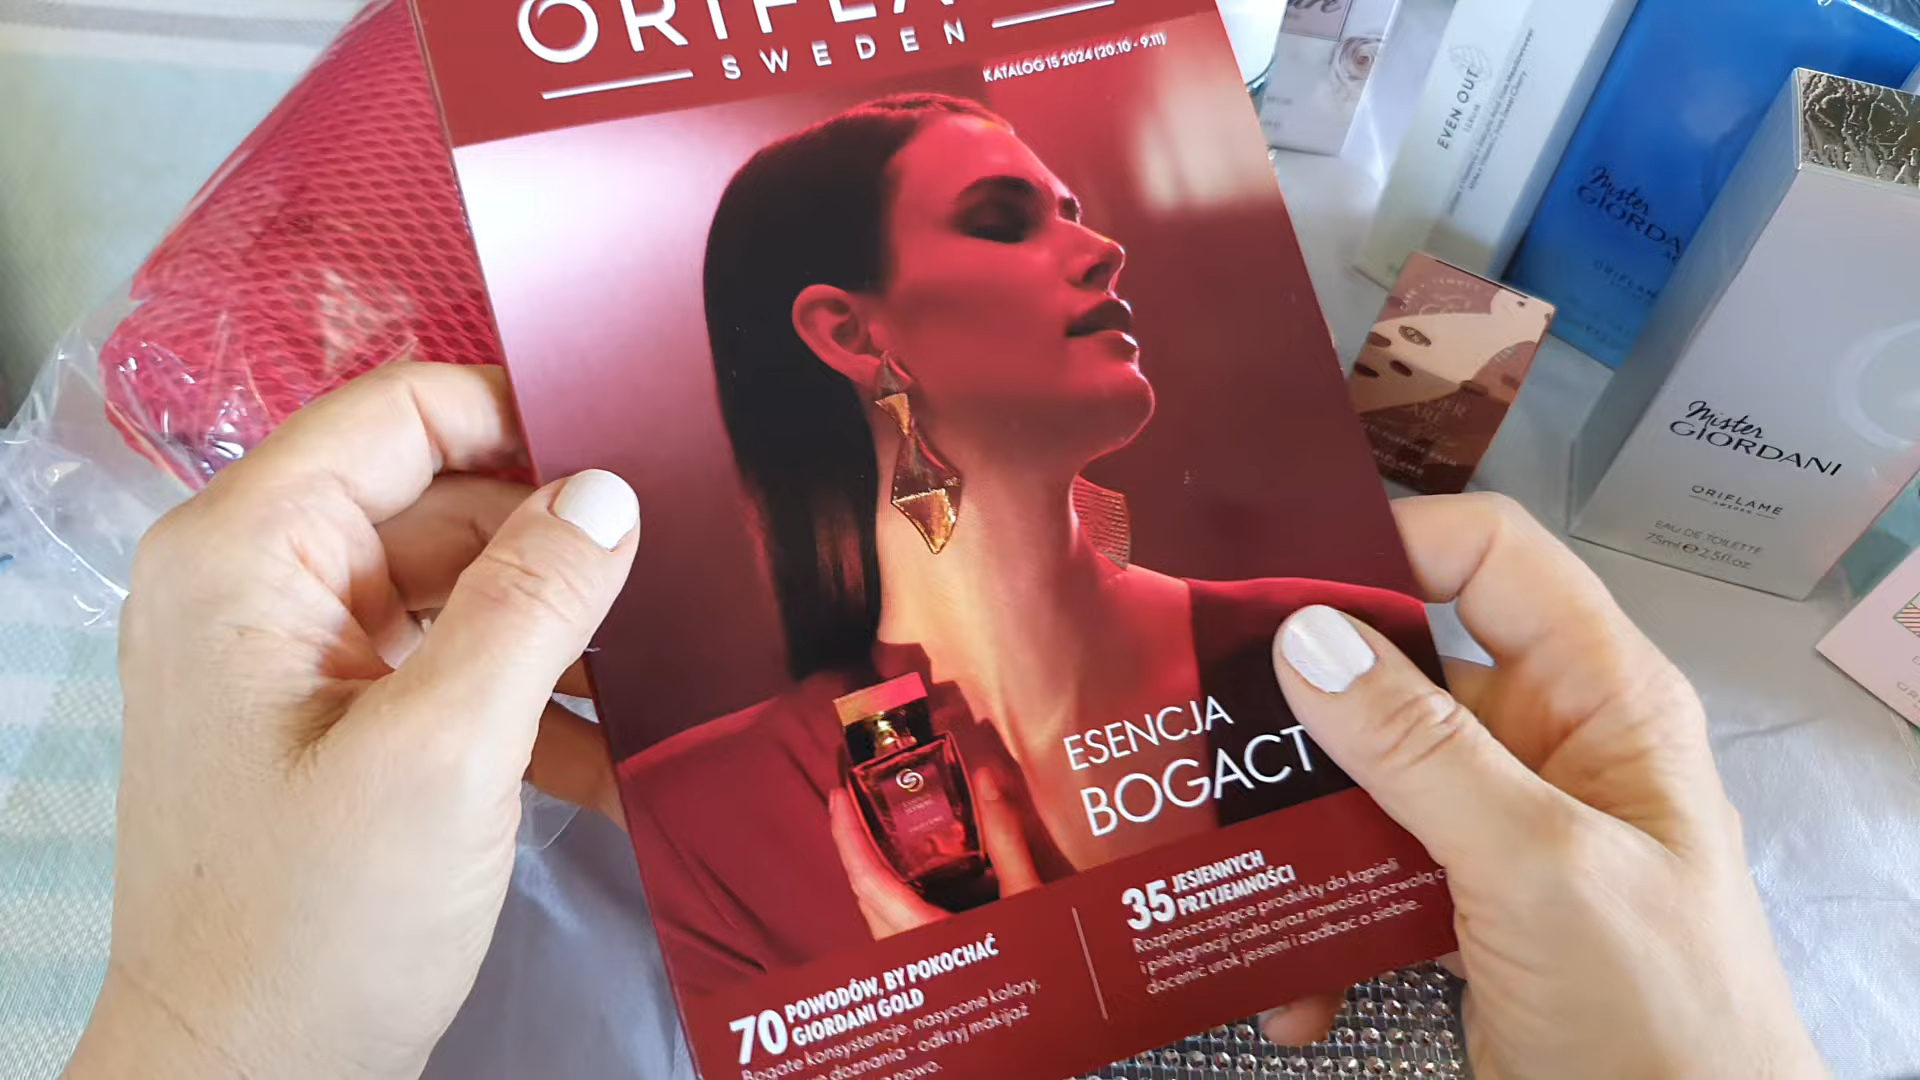 ORIFLA
SWEDEN
KATALOG 15 2024 (20.10 - 9.11)
ESENCJA
BOGACT
35 JESIENNYCH
PRZYJEMNOŚCI
Rozpieszczające produkty do kąpieli
i pielęgnacji ciała oraz nowości pozwolą
docenić urok jesieni i zadbać o siebie.
70 POWODÓW, BY POKOCHAĆ
GIORDANI GOLD
Bogate konsystencje, nasycone kolory,
doznania - odkryj makijaż
nowo.
EVEN OUT
SERUM
Mister
GIORDA
ORIFLAME
Mister
GIORDANI
ORIFLAME
SWEDEN
EAU DE TOILETTE
75ml e 2.5fl.oz